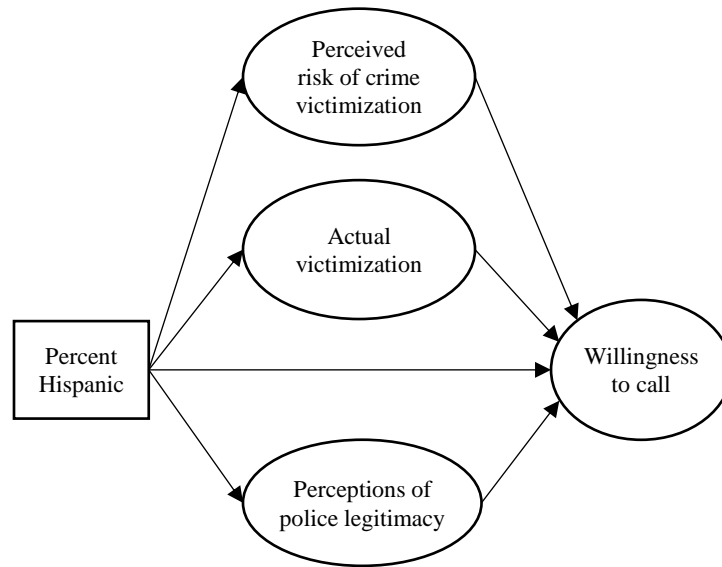 Perceived
risk of crime
victimization
Actual
victimization
Percent
Hispanic
Willingness
to call
Perceptions of
police legitimacy